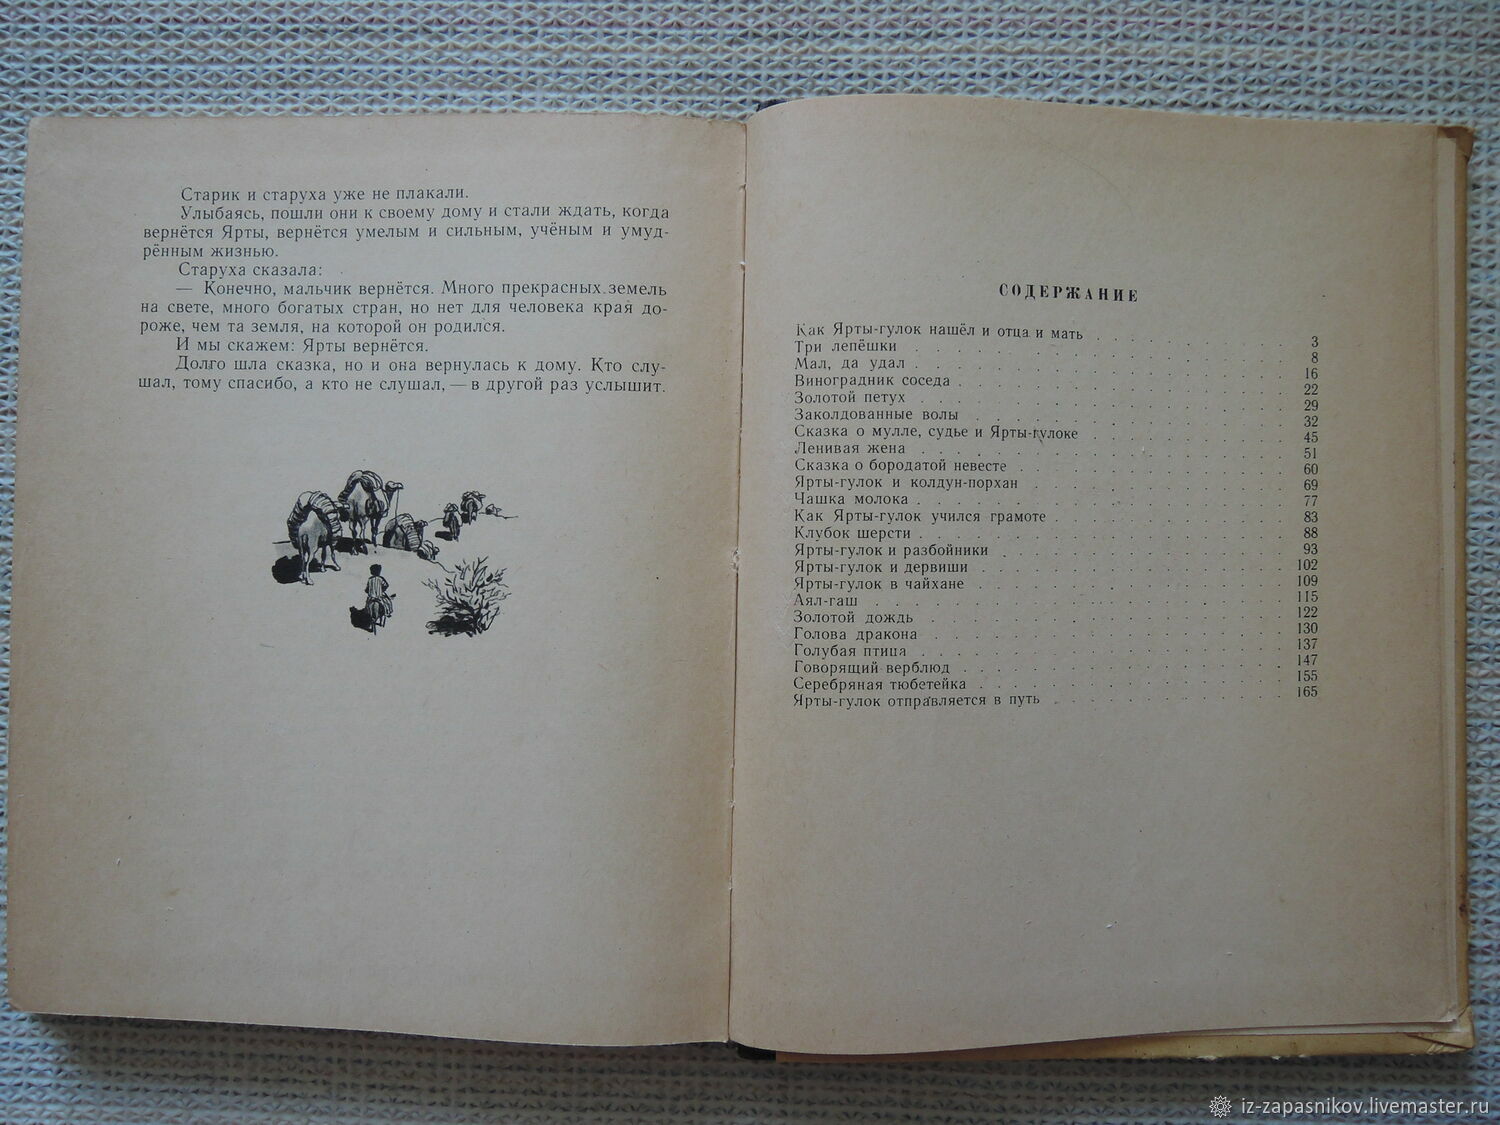 Старик и старуха уже не плакали.
Улыбаясь, пошли они к своему дому и стали ждать, когда
вернётся Ярты, вернётся умелым и сильным, учёным и умуд-
рённым жизнью.
Старуха сказала:
— Конечно, мальчик вернётся. Много прекрасных земель
на свете, много богатых стран, но нет для человека края до-
роже, чем та земля, на которой он родился.
И мы скажем: Ярты вернётся.
Долго шла сказка, но и она вернулась к дому. Кто слу-
шал, тому спасибо, а кто не слушал, — в другой раз услышит.
СОДЕРЖАНИЕ
Как Ярты-гулок нашёл и отца и мать . . . 3
Три лепёшки . . . 8
Мал, да удал . . . 16
Виноградник соседа . . . 22
Золотой петух . . . 29
Заколдованные волы . . . 32
Сказка о мулле, судье и Ярты-гулоке . . . 45
Ленивая жена . . . 51
Сказка о бородатой невесте . . . 60
Ярты-гулок и колдун-порхан . . . 69
Чашка молока . . . 77
Как Ярты-гулок учился грамоте . . . 83
Клубок шерсти . . . 88
Ярты-гулок и разбойники . . . 93
Ярты-гулок и дервиши . . . 102
Ярты-гулок в чайхане . . . 109
Аял-гаш . . . 115
Золотой дождь . . . 122
Голова дракона . . . 130
Голубая птица . . . 137
Говорящий верблюд . . . 147
Серебряная тюбетейка . . . 155
Ярты-гулок отправляется в путь . . . 165
iz-zapasnikov.livemaster.ru